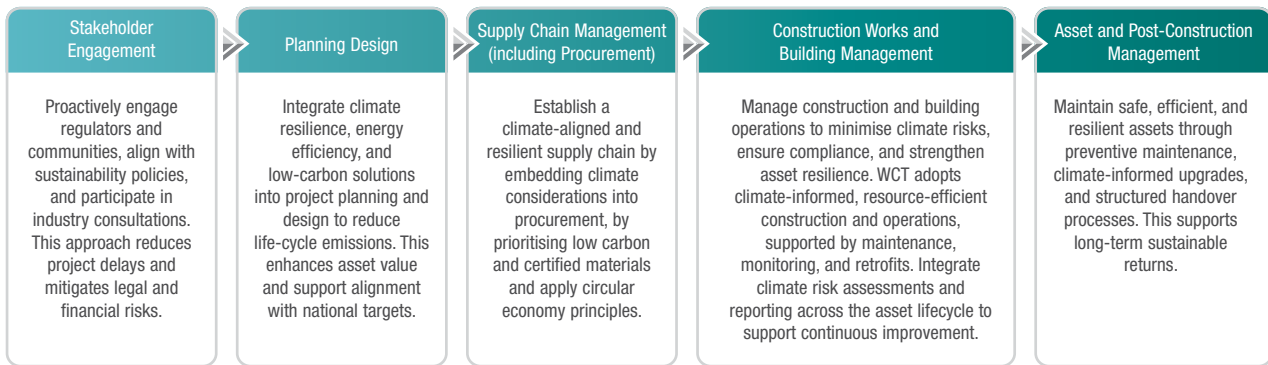 Stakeholder
Engagement
Proactively engage
regulators and
communities, align with
sustainability policies,
and participate in
industry consultations.
This approach reduces
project delays and
mitigates legal and
financial risks.
Planning Design
Integrate climate
resilience, energy
efficiency, and
low-carbon solutions
into project planning and
design to reduce
life-cycle emissions. This
enhances asset value
and support alignment
with national targets.
Supply Chain Management
(including Procurement)
Establish a
climate-aligned and
resilient supply chain by
embedding climate
considerations into
procurement, by
prioritising low carbon
and certified materials
and apply circular
economy principles.
Construction Works and
Building Management
Manage construction and building
operations to minimise climate risks,
ensure compliance, and strengthen
asset resilience. WCT adopts
climate-informed, resource-efficient
construction and operations,
supported by maintenance,
monitoring, and retrofits. Integrate
climate risk assessments and
reporting across the asset lifecycle to
support continuous improvement.
Asset and Post-Construction
Management
Maintain safe, efficient, and
resilient assets through
preventive maintenance,
climate-informed upgrades,
and structured handover
processes. This supports
long-term sustainable
returns.